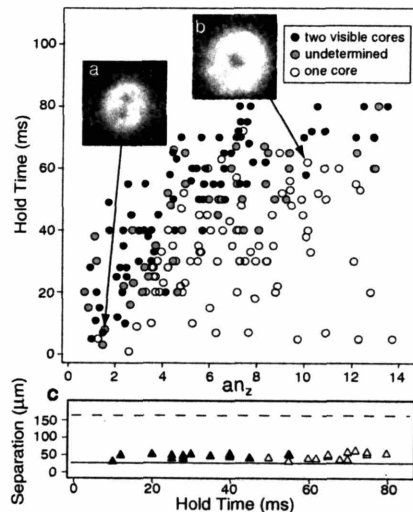 a
b
two visible cores
undetermined
one core
Hold Time (ms)
100
80
60
40
20
0
0 2 4 6 8 10 12 14
an_z
c
Separation (μm)
150
100
50
0
0 20 40 60 80
Hold Time (ms)